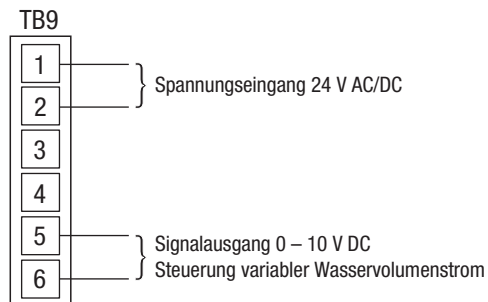 TB9
1
2
Spannungseingang 24 V AC/DC
3
4
5
Signalausgang 0 – 10 V DC
Steuerung variabler Wasservolumenstrom
6